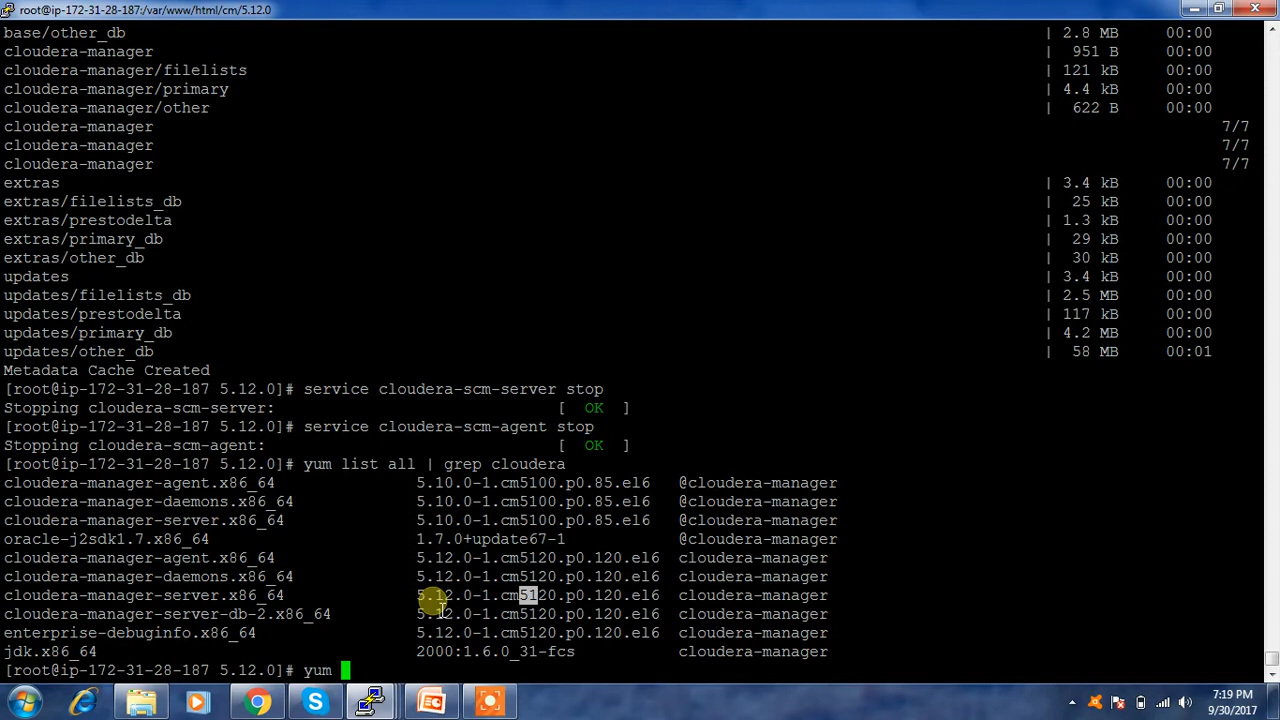 root@ip-172-31-28-187:/var/www/html/cm/5.12.0
base/other_db | 2.8 MB 00:00
cloudera-manager | 951 B 00:00
cloudera-manager/filelists | 121 kB 00:00
cloudera-manager/primary | 4.4 kB 00:00
cloudera-manager/other | 622 B 00:00
cloudera-manager 7/7
cloudera-manager 7/7
cloudera-manager 7/7
extras | 3.4 kB 00:00
extras/filelists_db | 25 kB 00:00
extras/prestodelta | 1.3 kB 00:00
extras/primary_db | 29 kB 00:00
extras/other_db | 30 kB 00:00
updates | 3.4 kB 00:00
updates/filelists_db | 2.5 MB 00:00
updates/prestodelta | 117 kB 00:00
updates/primary_db | 4.2 MB 00:00
updates/other_db | 58 MB 00:01
Metadata Cache Created
[root@ip-172-31-28-187 5.12.0]# service cloudera-scm-server stop
Stopping cloudera-scm-server: [ OK ]
[root@ip-172-31-28-187 5.12.0]# service cloudera-scm-agent stop
Stopping cloudera-scm-agent: [ OK ]
[root@ip-172-31-28-187 5.12.0]# yum list all | grep cloudera
cloudera-manager-agent.x86_64 5.10.0-1.cm5100.p0.85.el6 @cloudera-manager
cloudera-manager-daemons.x86_64 5.10.0-1.cm5100.p0.85.el6 @cloudera-manager
cloudera-manager-server.x86_64 5.10.0-1.cm5100.p0.85.el6 @cloudera-manager
oracle-j2sdk1.7.x86_64 1.7.0+update67-1 @cloudera-manager
cloudera-manager-agent.x86_64 5.12.0-1.cm5120.p0.120.el6 cloudera-manager
cloudera-manager-daemons.x86_64 5.12.0-1.cm5120.p0.120.el6 cloudera-manager
cloudera-manager-server.x86_64 5.12.0-1.cm5120.p0.120.el6 cloudera-manager
cloudera-manager-server-db-2.x86_64 5.12.0-1.cm5120.p0.120.el6 cloudera-manager
enterprise-debuginfo.x86_64 5.12.0-1.cm5120.p0.120.el6 cloudera-manager
jdk.x86_64 2000:1.6.0_31-fcs cloudera-manager
[root@ip-172-31-28-187 5.12.0]# yum
7:19 PM
9/30/2017